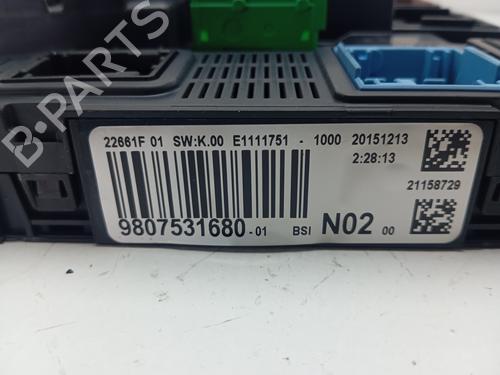 22661F 01 SW:K.00 E1111751 - 1000 20151213
2:28:13
21158729
9807531680-01 BSI N02 00
B-PARTS